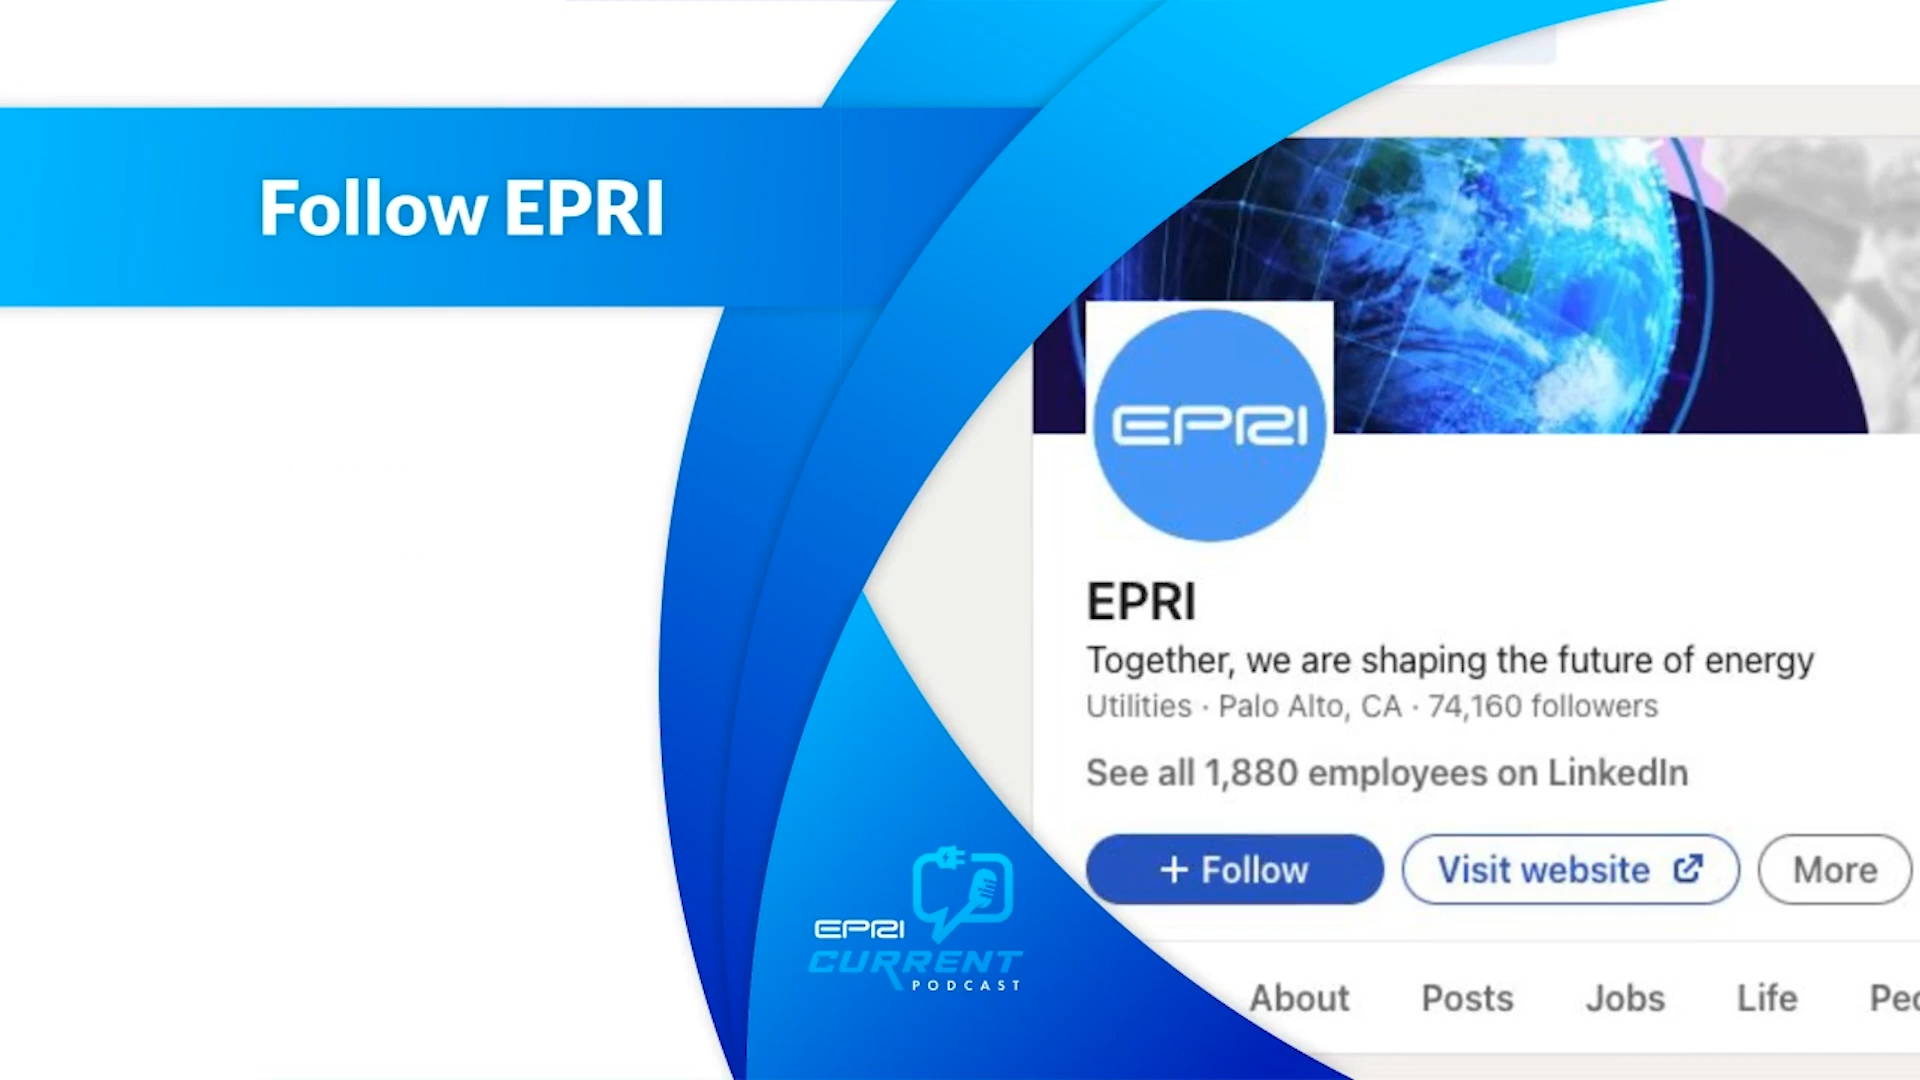 Follow EPRI
EPRI
EPRI
Together, we are shaping the future of energy
Utilities · Palo Alto, CA · 74,160 followers
See all 1,880 employees on LinkedIn
+ Follow
Visit website
More
About
Posts
Jobs
Life
EPRI
CURRENT
PODCAST